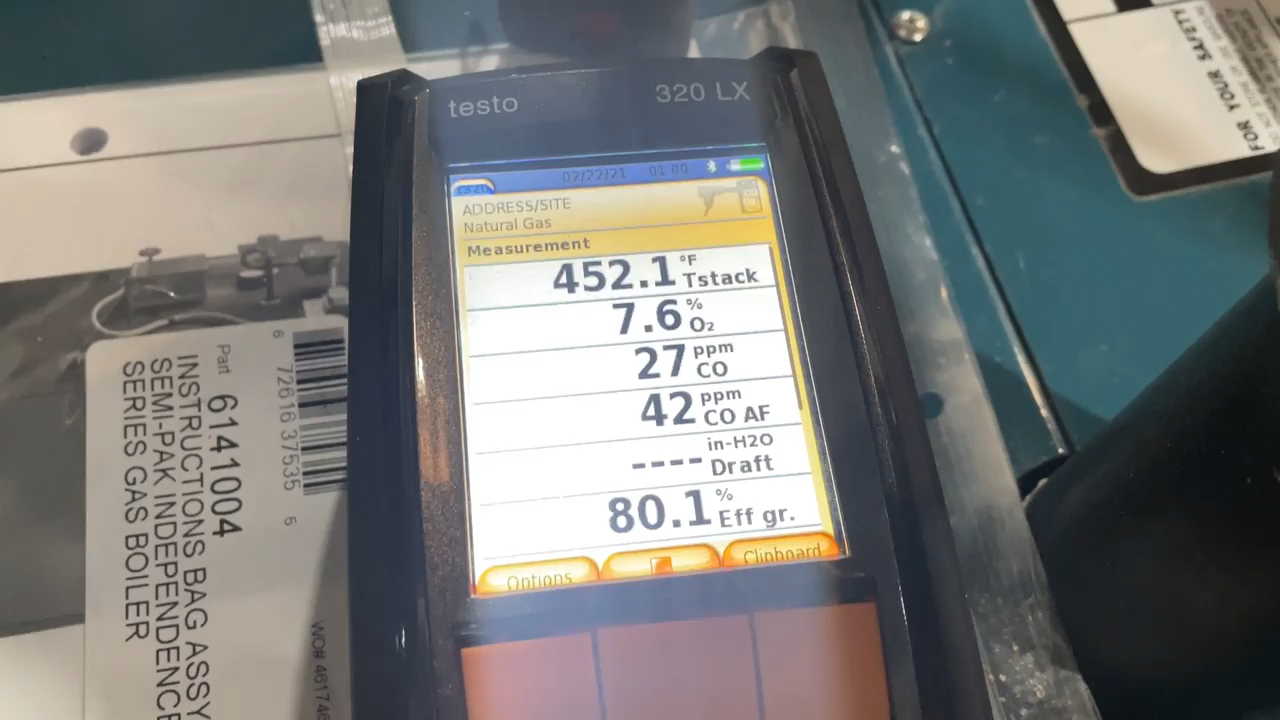 testo 320 LX
02/22/21 01:00
ADDRESS/SITE
Natural Gas
Measurement
452.1 °F Tstack
7.6 % O₂
27 ppm CO
42 ppm CO AF
---- in-H2O Draft
80.1 % Eff gr.
Options
Clipboard
Part 6141004
INSTRUCTIONS BAG ASSY
SEMI-PAK INDEPENDENCE
SERIES GAS BOILER
6 72616 37535 5
FOR YOUR SAFETY